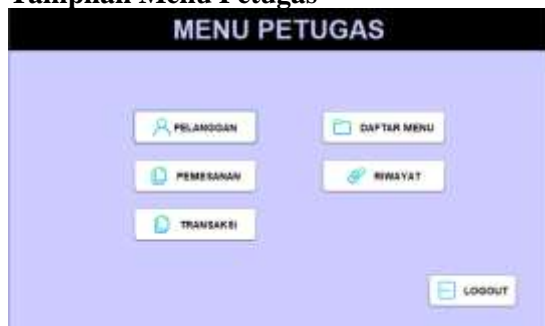 Tampilan Menu Petugas
MENU PETUGAS
PELANGGAN
DAFTAR MENU
PEMESANAN
RIWAYAT
TRANSAKSI
LOGOUT